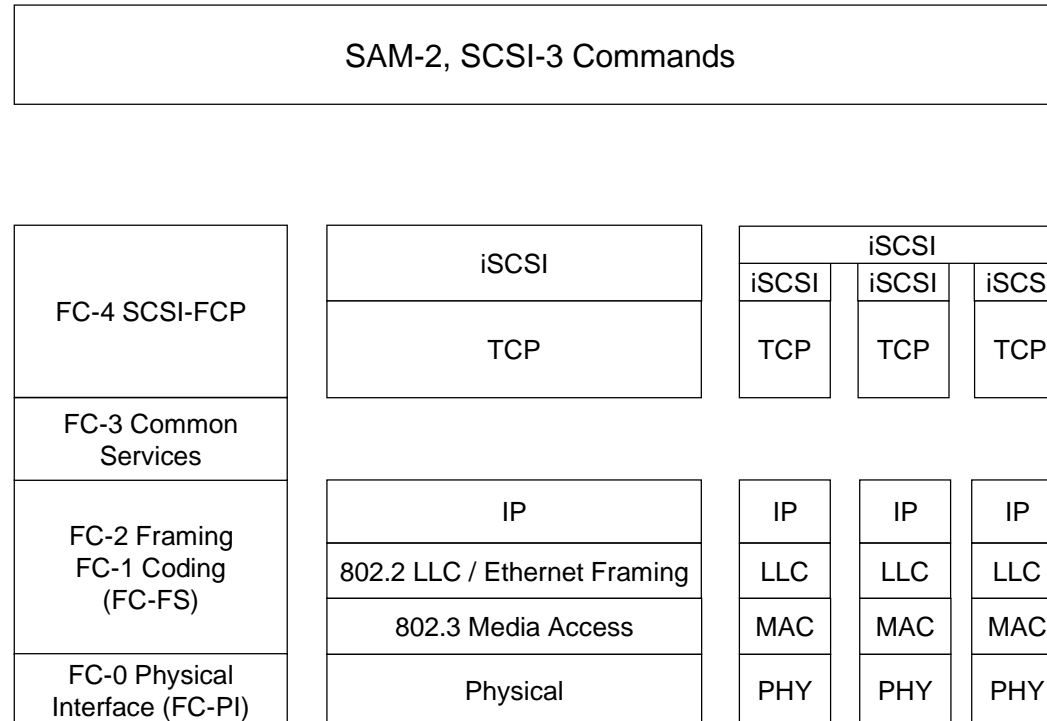 SAM-2, SCSI-3 Commands
FC-4 SCSI-FCP
FC-3 Common
Services
FC-2 Framing
FC-1 Coding
(FC-FS)
FC-0 Physical
Interface (FC-PI)
iSCSI
TCP
IP
802.2 LLC / Ethernet Framing
802.3 Media Access
Physical
iSCSI
iSCSI iSCSI iSCS
TCP TCP TCP
IP IP IP
LLC LLC LLC
MAC MAC MAC
PHY PHY PHY